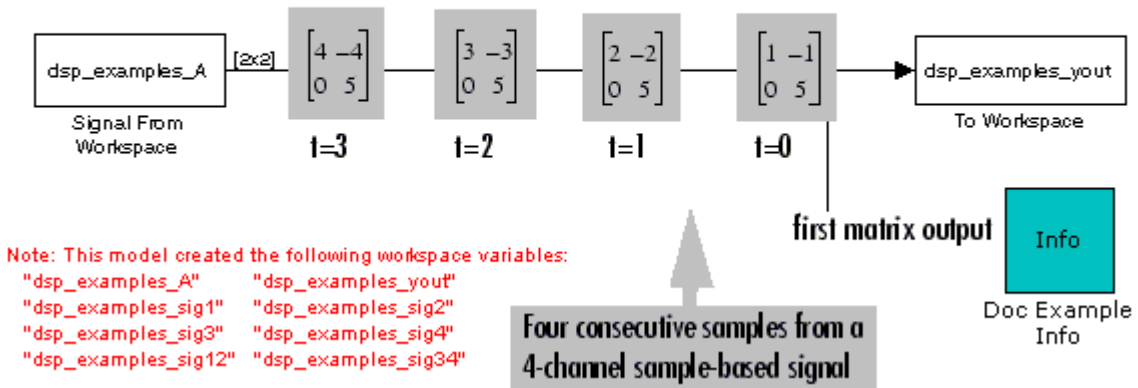 dsp_examples_A
Signal From
Workspace
[2x2]
4 -4
0 5
t=3
3 -3
0 5
t=2
2 -2
0 5
t=1
1 -1
0 5
t=0
dsp_examples_yout
To Workspace
first matrix output
Info
Doc Example
Info
Note: This model created the following workspace variables:
"dsp_examples_A" "dsp_examples_yout"
"dsp_examples_sig1" "dsp_examples_sig2"
"dsp_examples_sig3" "dsp_examples_sig4"
"dsp_examples_sig12" "dsp_examples_sig34"
Four consecutive samples from a
4-channel sample-based signal